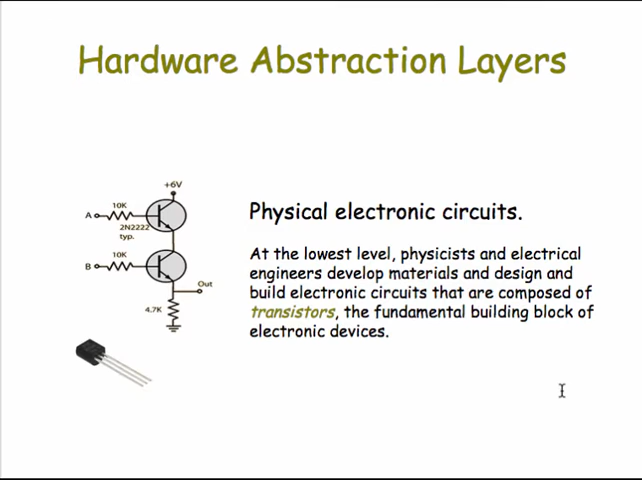 Hardware Abstraction Layers
+6V
10K
A
2N2222
typ.
10K
B
Out
4.7K
Physical electronic circuits.
At the lowest level, physicists and electrical
engineers develop materials and design and
build electronic circuits that are composed of
transistors, the fundamental building block of
electronic devices.